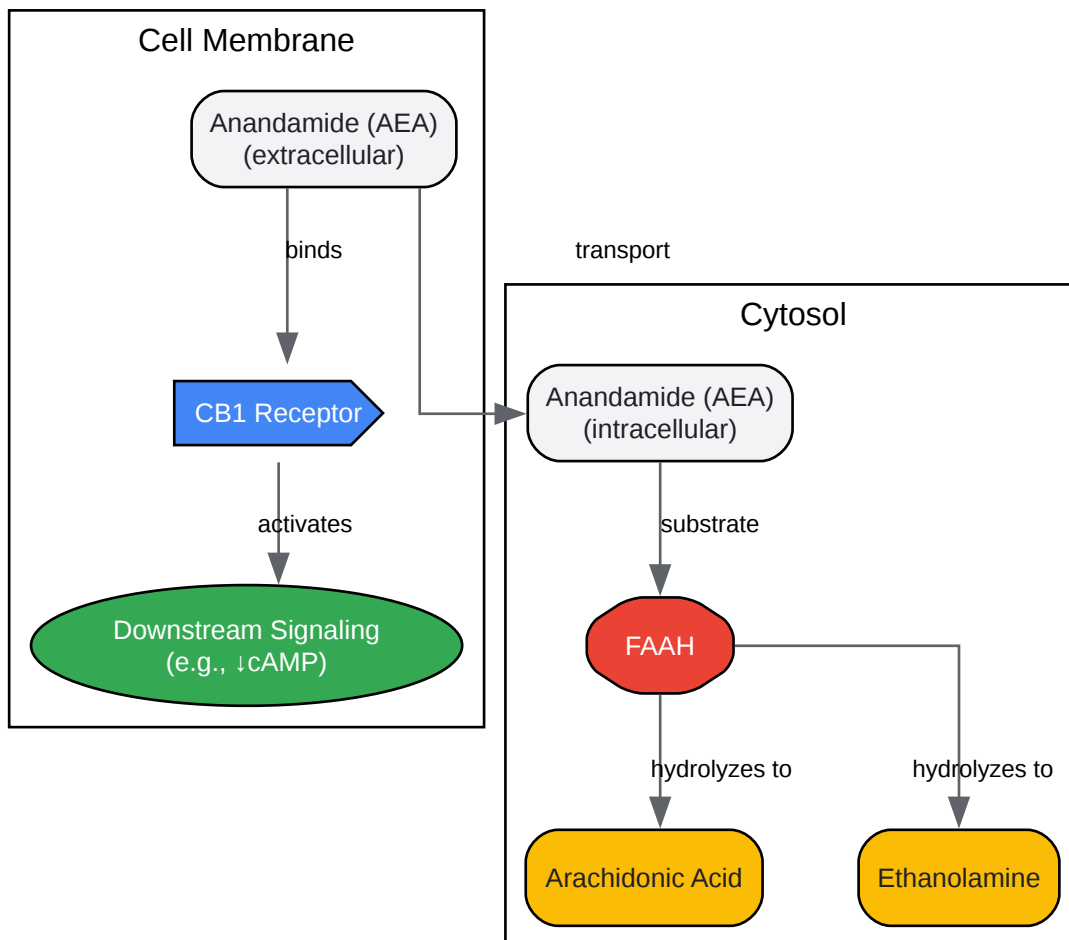 Cell Membrane
Anandamide (AEA)
(extracellular)
binds
transport
Cytosol
CB1 Receptor
Anandamide (AEA)
(intracellular)
activates
substrate
Downstream Signaling
(e.g., ↓cAMP)
FAAH
hydrolyzes to
hydrolyzes to
Arachidonic Acid
Ethanolamine